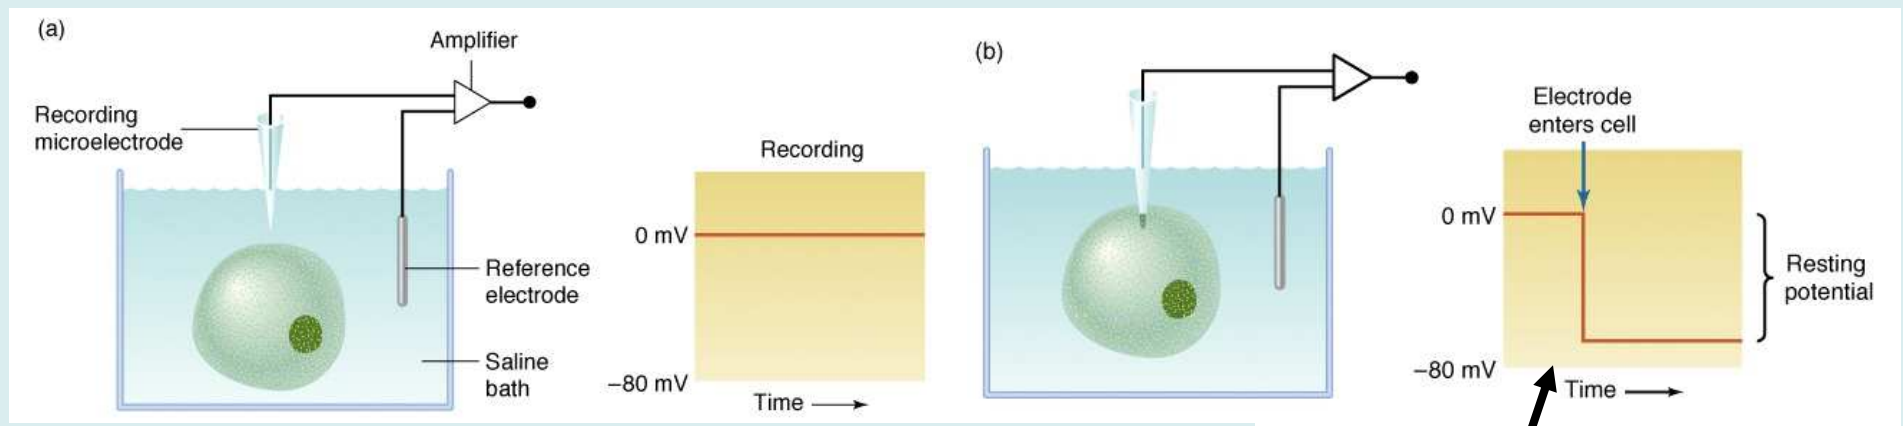 (a)
Amplifier
Recording
microelectrode
Reference
electrode
Saline
bath
Recording
0 mV
−80 mV
Time
(b)
Electrode
enters cell
0 mV
Resting
potential
−80 mV
Time